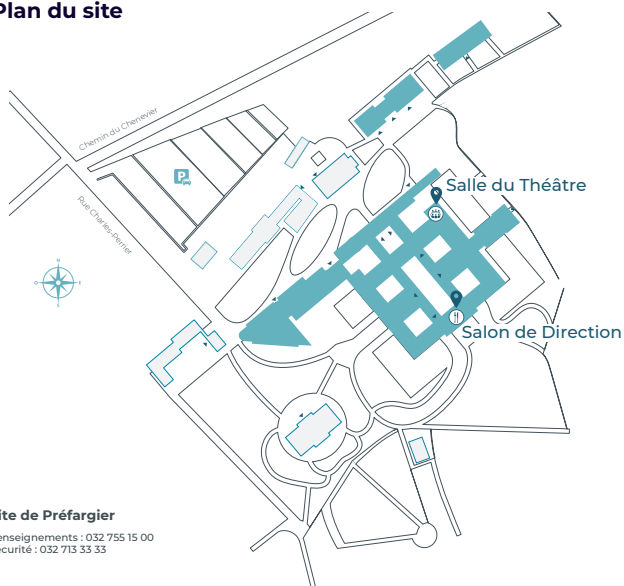 Plan du site
Chemin du Chenevier
P
Rue Charles-Perrier
Salle du Théâtre
N
O
E
S
Salon de Direction
ite de Préfargier
enseignements : 032 755 15 00
écurité : 032 713 33 33